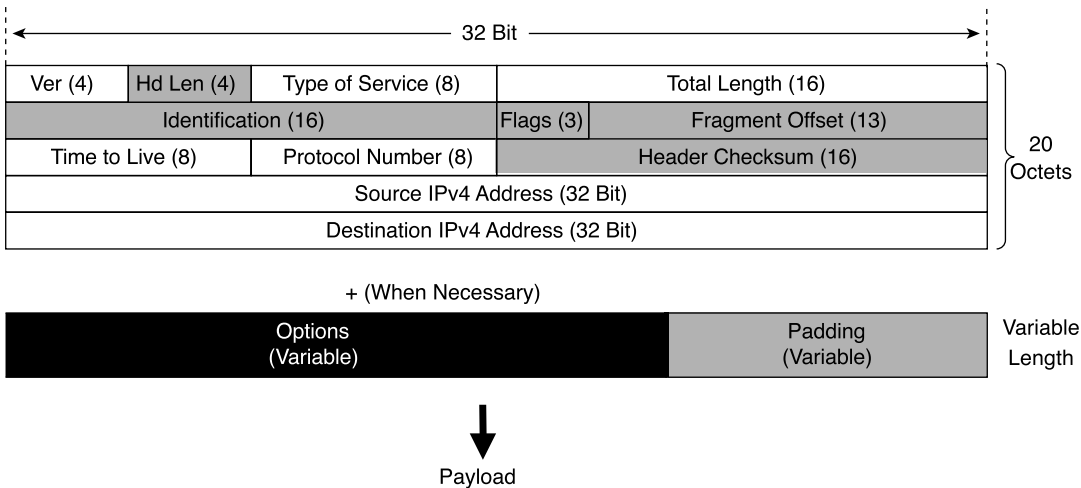 32 Bit
Ver (4) Hd Len (4) Type of Service (8) Total Length (16)
Identification (16) Flags (3) Fragment Offset (13)
Time to Live (8) Protocol Number (8) Header Checksum (16)
Source IPv4 Address (32 Bit)
Destination IPv4 Address (32 Bit)
20
Octets
+ (When Necessary)
Options
(Variable)
Padding
(Variable)
Variable
Length
Payload